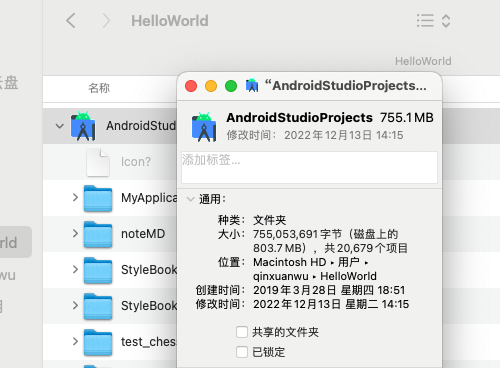 HelloWorld
HelloWorld
云盘
名称
"AndroidStudioProjects...
AndroidStudioProjects 755.1 MB
修改时间：2022年12月13日 14:15
添加标签...
AndroidStud
Icon?
MyApplica
noteMD
StyleBook
StyleBook
test_ches
通用：
种类：文件夹
大小：755,053,691字节（磁盘上的
803.7 MB），共20,679个项目
位置：Macintosh HD ▸ 用户 ▸
qinxuanwu ▸ HelloWorld
创建时间：2019年3月28日 星期四 18:51
修改时间：2022年12月13日 星期二 14:15
共享的文件夹
已锁定
orld
wu